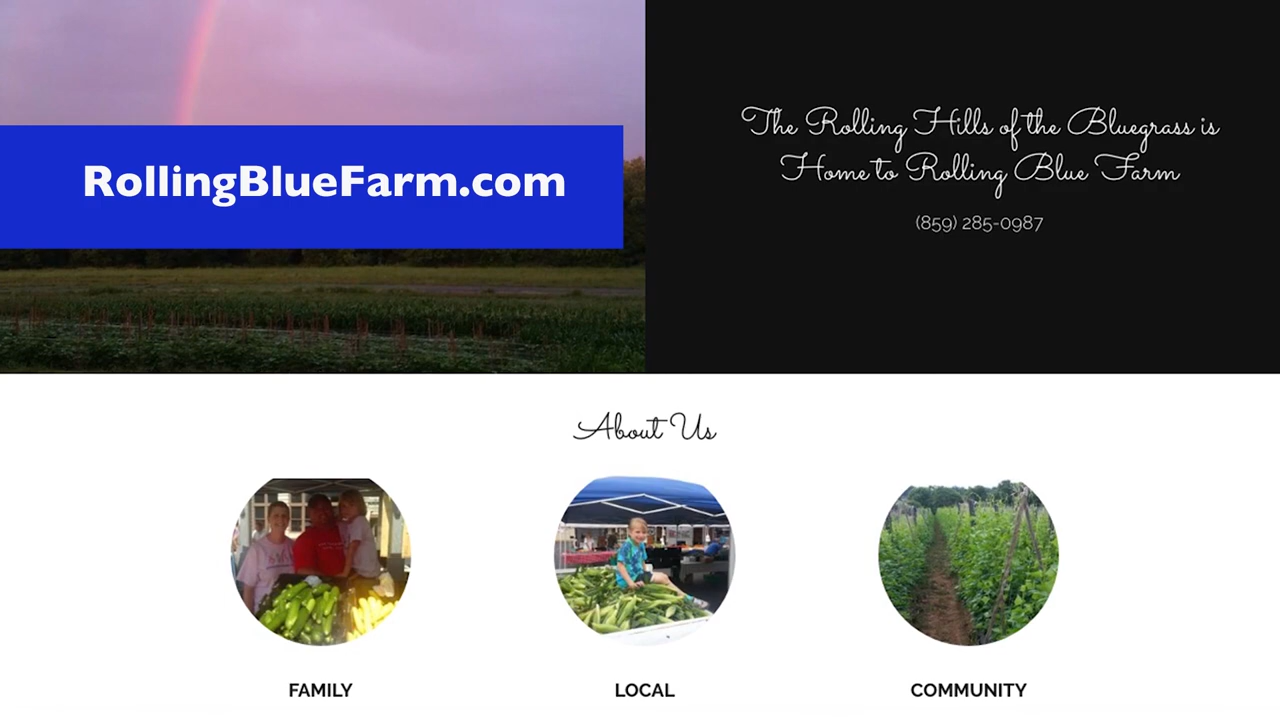 RollingBlueFarm.com
The Rolling Hills of the Bluegrass is
Home to Rolling Blue Farm
(859) 285-0987
About Us
FAMILY
LOCAL
COMMUNITY